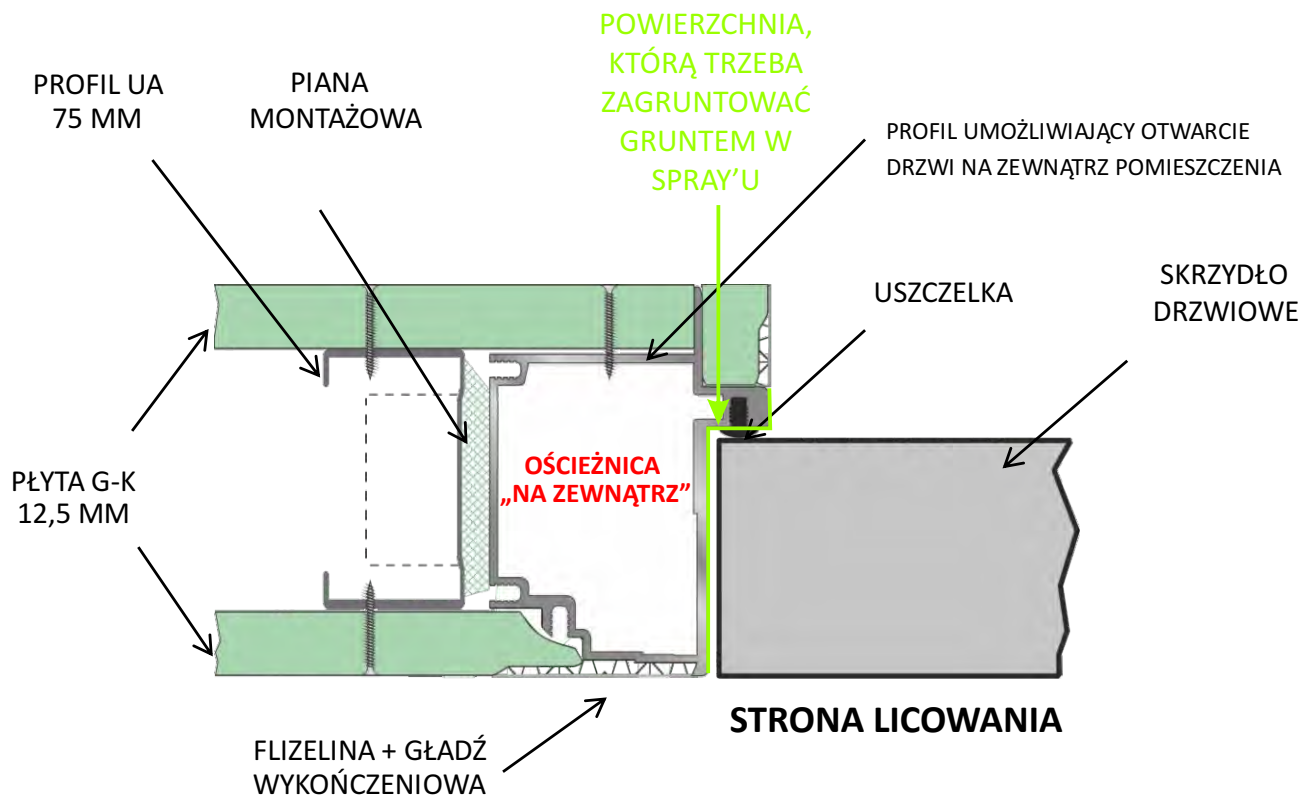 POWIERZCHNIA,
KTÓRĄ TRZEBA
ZAGRUNTOWAĆ
GRUNTEM W
SPRAY’U
PROFIL UA
75 MM
PIANA
MONTAŻOWA
PROFIL UMOŻLIWIAJĄCY OTWARCIE
DRZWI NA ZEWNĄTRZ POMIESZCZENIA
USZCZELKA
SKRZYDŁO
DRZWIOWE
OŚCIEŻNICA
„NA ZEWNĄTRZ”
PŁYTA G-K
12,5 MM
STRONA LICOWANIA
FLIZELINA + GŁADŹ
WYKOŃCZENIOWA